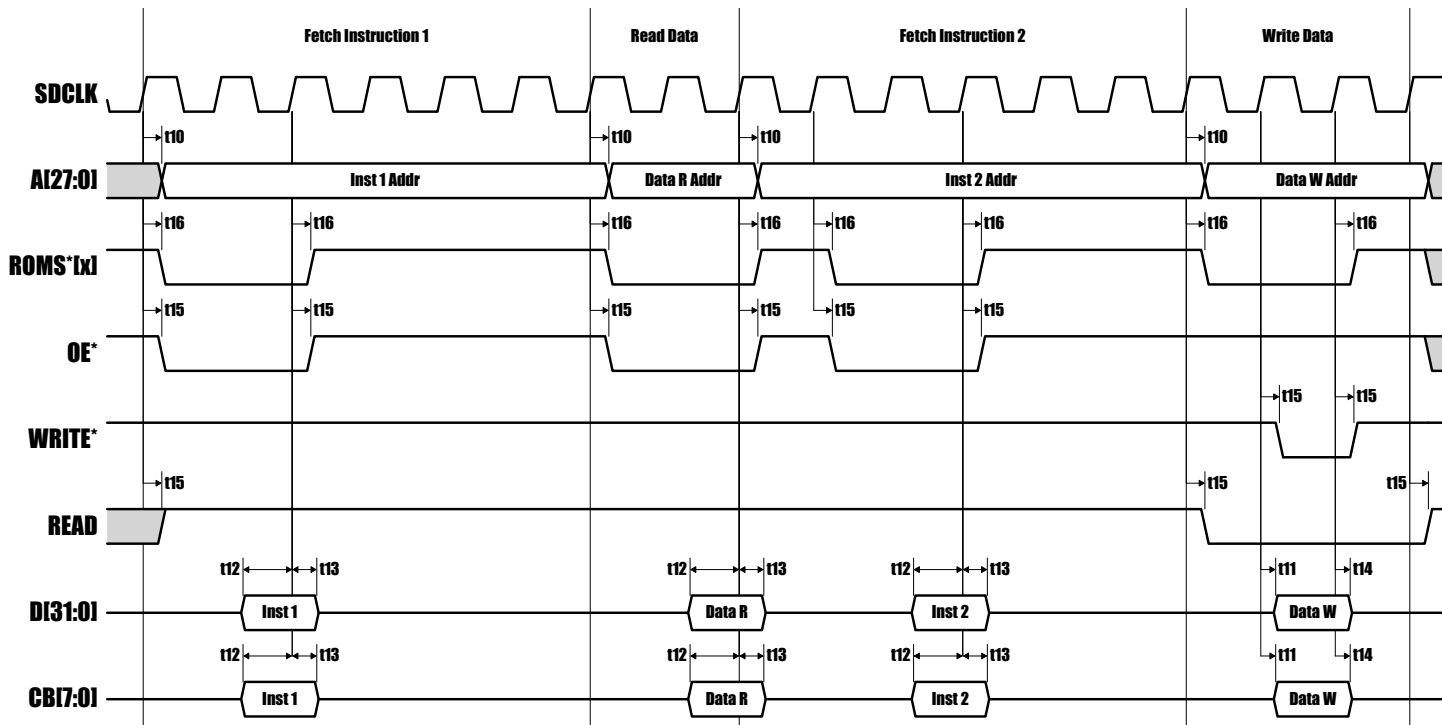 Fetch Instruction 1 Read Data Fetch Instruction 2 Write Data
SDCLK
t10 t10 t10 t10
A[27:0] Inst 1 Addr Data R Addr Inst 2 Addr Data W Addr
t16 t16 t16 t16 t16 t16 t16 t16
ROMS*[x]
t15 t15 t15 t15 t15 t15
OE*
t15 t15
WRITE*
t15 t15 t15
READ
t12 t13 t12 t13 t12 t13 t11 t14
D[31:0] Inst 1 Data R Inst 2 Data W
t12 t13 t12 t13 t12 t13 t11 t14
CB[7:0] Inst 1 Data R Inst 2 Data W